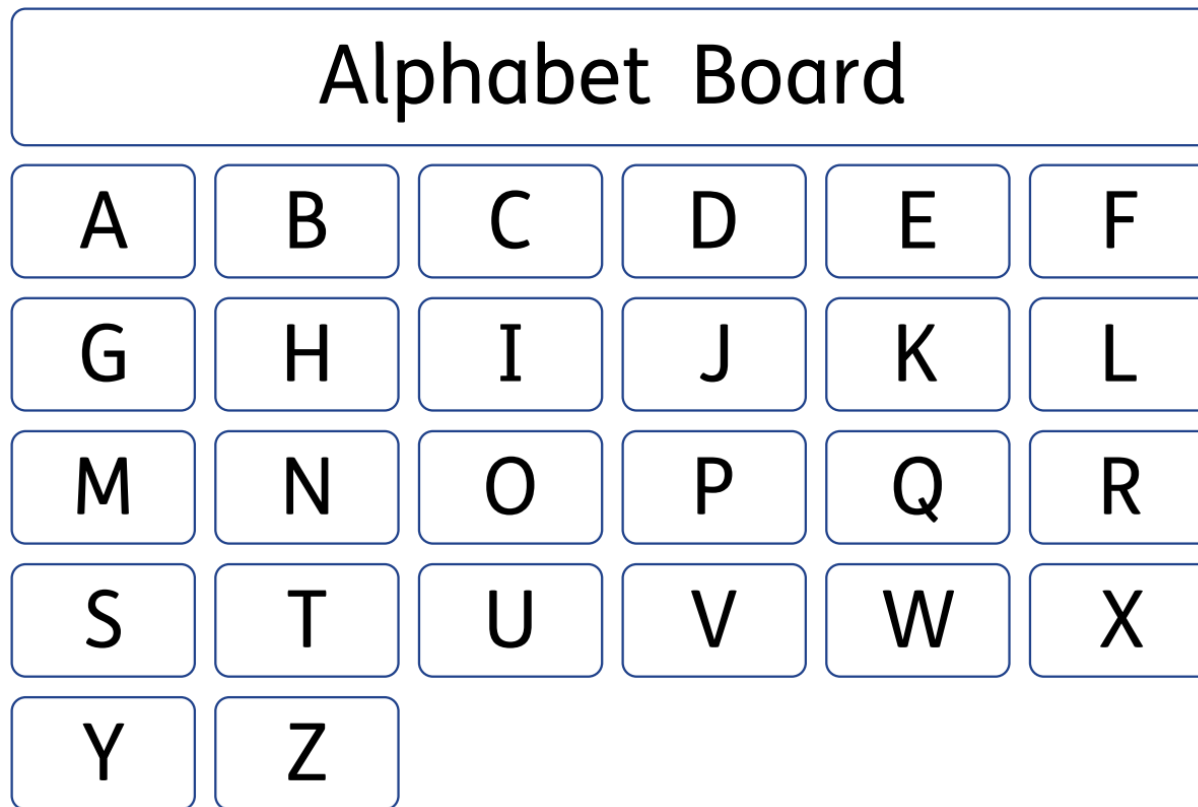 Alphabet Board
A B C D E F
G H I J K L
M N O P Q R
S T U V W X
Y Z